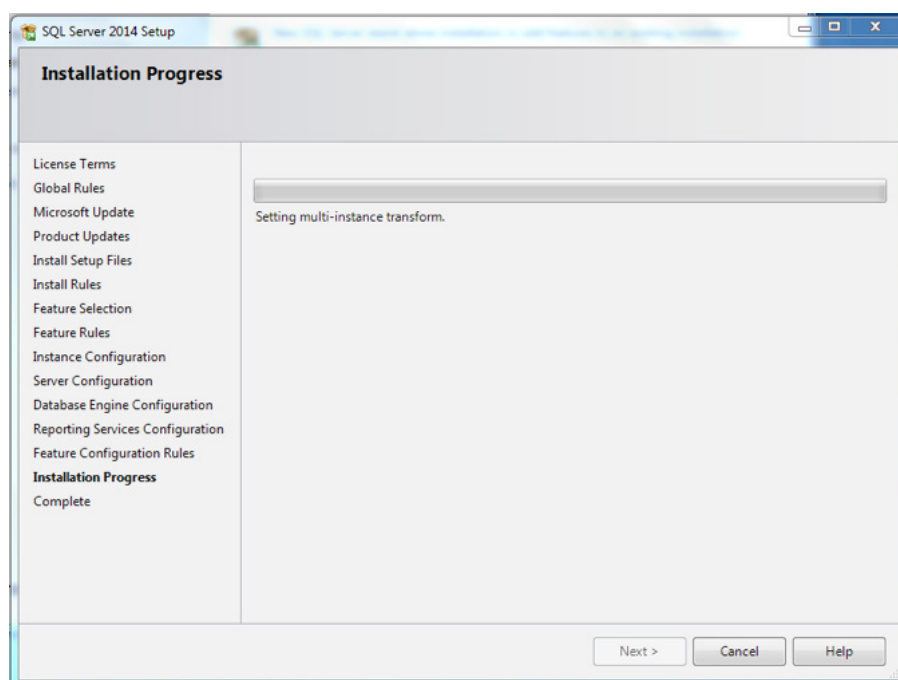 SQL Server 2014 Setup
Installation Progress
License Terms
Global Rules
Microsoft Update
Product Updates
Install Setup Files
Install Rules
Feature Selection
Feature Rules
Instance Configuration
Server Configuration
Database Engine Configuration
Reporting Services Configuration
Feature Configuration Rules
Installation Progress
Complete
Setting multi-instance transform.
Next >
Cancel
Help